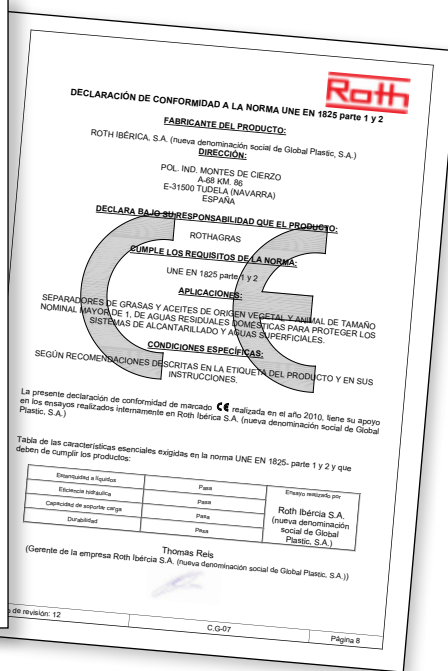 Roth
DECLARACIÓN DE CONFORMIDAD A LA NORMA UNE EN 1825 parte 1 y 2
FABRICANTE DEL PRODUCTO:
ROTH IBÉRICA, S.A. (nueva denominación social de Global Plastic, S.A.)
DIRECCIÓN:
POL. IND. MONTES DE CIERZO
A-68 KM. 86
E-31500 TUDELA (NAVARRA)
ESPAÑA
DECLARA BAJO SU RESPONSABILIDAD QUE EL PRODUCTO:
ROTHAGRAS
CUMPLE LOS REQUISITOS DE LA NORMA:
UNE EN 1825 parte 1 y 2
APLICACIONES:
SEPARADORES DE GRASAS Y ACEITES DE ORIGEN VEGETAL Y ANIMAL DE TAMAÑO
NOMINAL MAYOR DE 1, DE AGUAS RESIDUALES DOMÉSTICAS PARA PROTEGER LOS
SISTEMAS DE ALCANTARILLADO Y AGUAS SUPERFICIALES.
CONDICIONES ESPECÍFICAS:
SEGÚN RECOMENDACIONES DESCRITAS EN LA ETIQUETA DEL PRODUCTO Y EN SUS
INSTRUCCIONES.
La presente declaración de conformidad de marcado CE realizada en el año 2010, tiene su apoyo
en los ensayos realizados internamente en Roth Ibérica S.A. (nueva denominación social de Global
Plastic, S.A.)
Tabla de las características esenciales exigidas en la norma UNE EN 1825- parte 1 y 2 y que
deben de cumplir los productos:
Estanquidad a líquidos Pasa Ensayo realizado por
Eficiencia hidráulica Pasa
Capacidad de soportar carga Pasa
Durabilidad Pasa
Roth Ibércia S.A.
(nueva denominación
social de Global
Plastic, S.A.)
Thomas Reis
(Gerente de la empresa Roth Ibércia S.A. (nueva denominación social de Global Plastic, S.A.))
de revisión: 12 C.G-07 Página 8